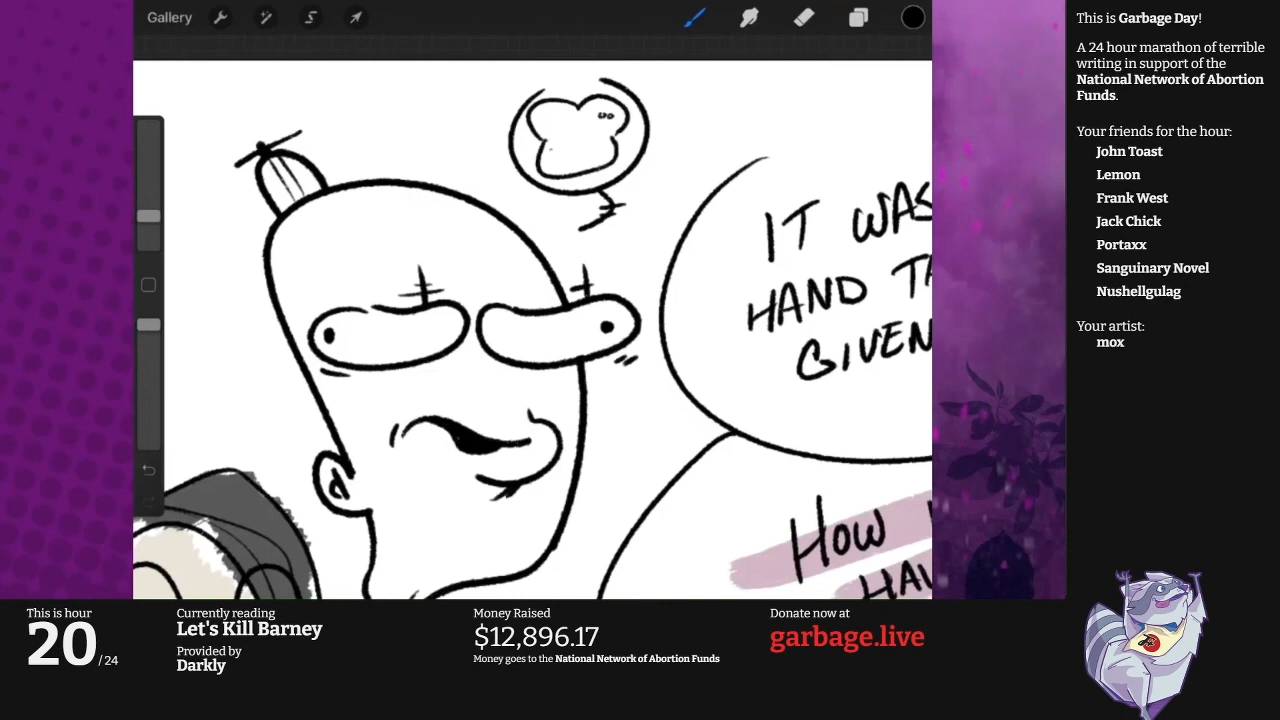 Gallery
This is Garbage Day!
A 24 hour marathon of terrible
writing in support of the
National Network of Abortion
Funds.
Your friends for the hour:
John Toast
Lemon
Frank West
Jack Chick
Portaxx
Sanguinary Novel
Nushellgulag
Your artist:
mox
IT WAS
HAND TA
GIVEN
HOW
HAV
This is hour
20/24
Currently reading
Let's Kill Barney
Provided by
Darkly
Money Raised
$12,896.17
Money goes to the National Network of Abortion Funds
Donate now at
garbage.live